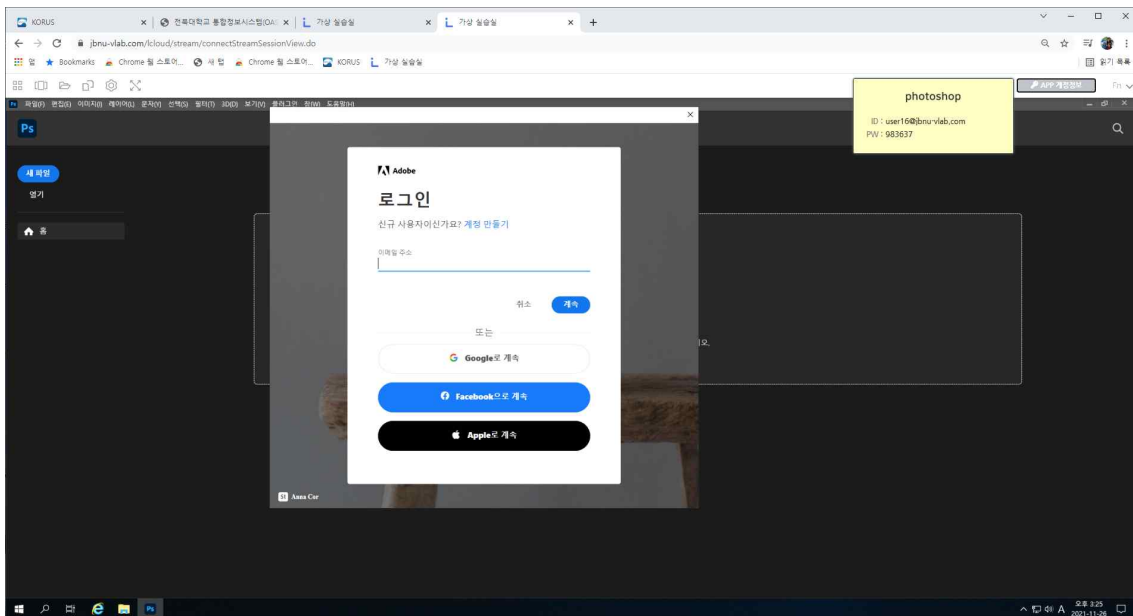 KORUS
전북대학교 통합정보시스템(OA
가상 실습실
가상 실습실
jbnu-vlab.com/lcloud/stream/connectStreamSessionView.do
앱
Bookmarks
Chrome 웹 스토어...
새 탭
Chrome 웹 스토어...
KORUS
가상 실습실
읽기 목록
APP 계정정보
Fn
파일(F) 편집(E) 이미지(I) 레이어(L) 문자(Y) 선택(S) 필터(T) 3D(D) 보기(V) 플러그인 창(W) 도움말(H)
photoshop
ID : user16@jbnu-vlab.com
PW : 983637
Ps
새 파일
열기
홈
Adobe
로그인
신규 사용자이신가요? 계정 만들기
이메일 주소
취소
계속
또는
Google로 계속
Facebook으로 계속
Apple로 계속
오.
St Anna Cor
A
오후 3:25
2021-11-26